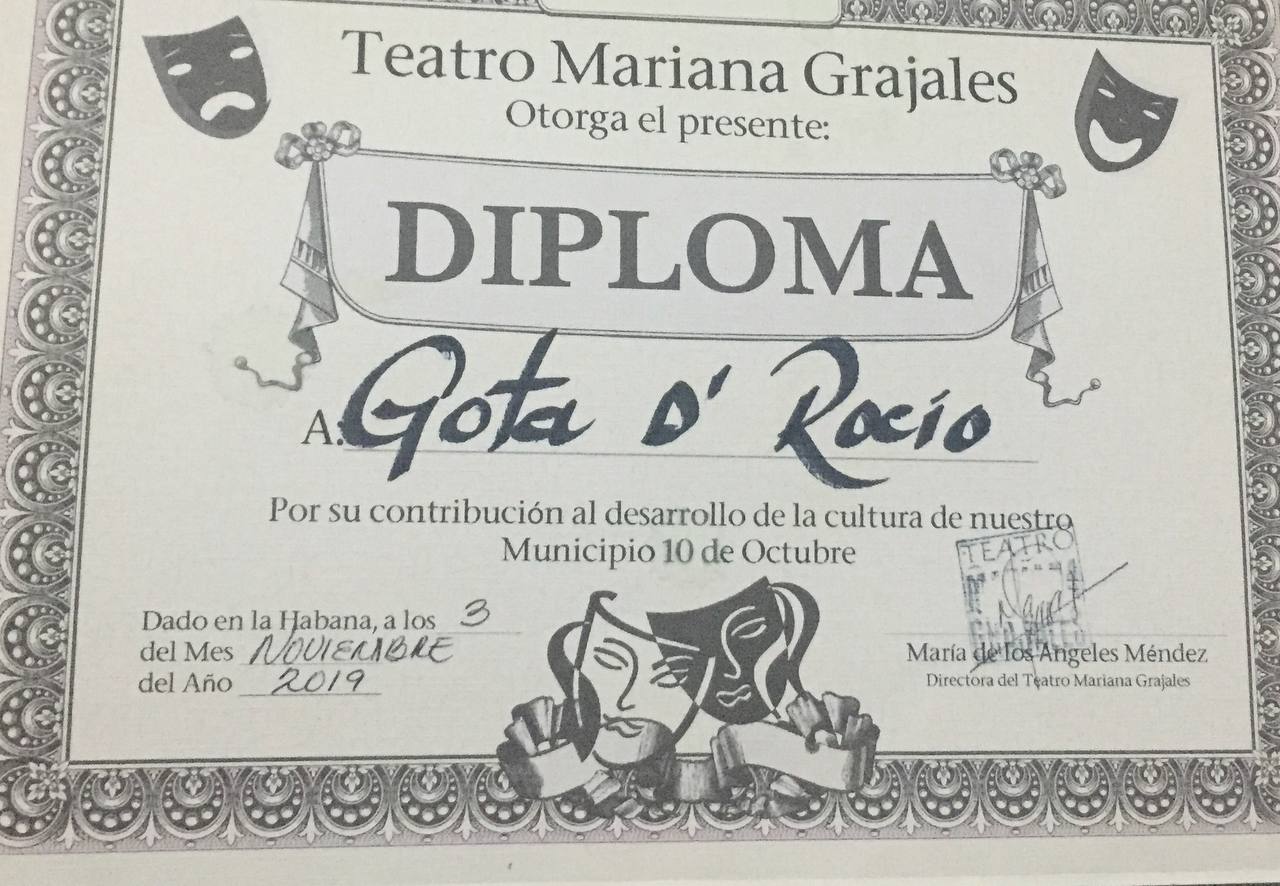 Teatro Mariana Grajales
Otorga el presente:
DIPLOMA
A. Gota D' Rocío
Por su contribución al desarrollo de la cultura de nuestro
Municipio 10 de Octubre
Dado en la Habana, a los 3
del Mes NOVIEMBRE
del Año 2019
TEATRO
María de los Angeles Méndez
Directora del Teatro Mariana Grajales